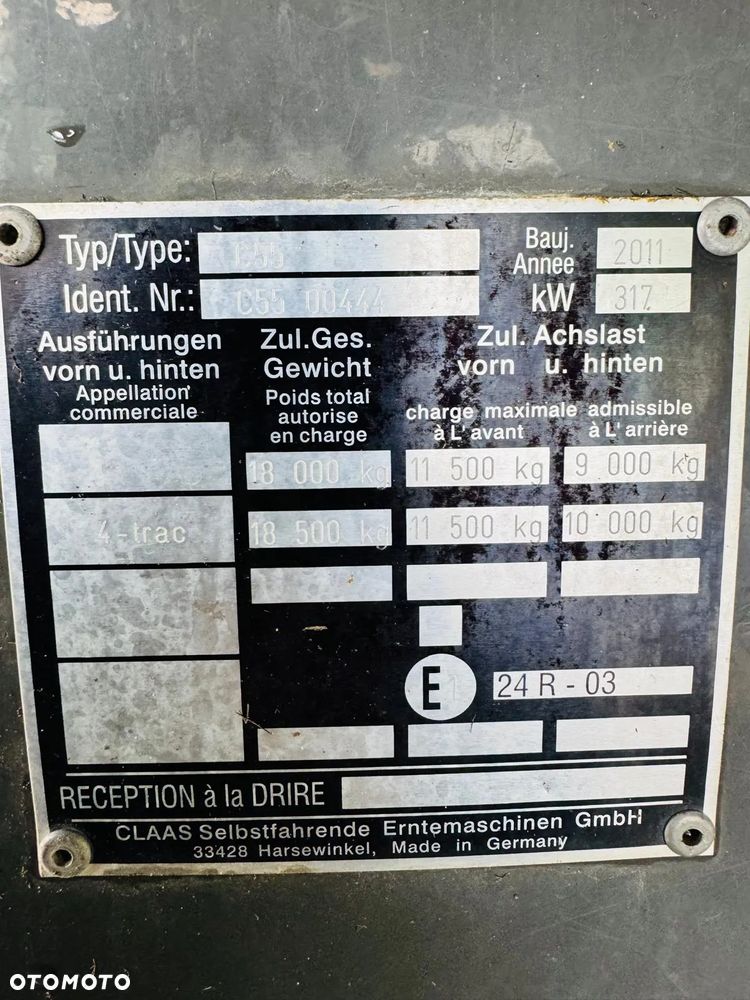 Typ/Type: C55 Bauj. Annee 2011
Ident. Nr.: C55 00444 kW 317
Ausführungen vorn u. hinten
Appellation commerciale
Zul.Ges. Gewicht
Poids total autorise en charge
Zul. Achslast vorn u. hinten
charge maximale admissible
à L'avant à L'arrière
18 000 kg 11 500 kg 9 000 kg
4-trac 18 500 kg 11 500 kg 10 000 kg
E1 24 R - 03
RECEPTION à la DRIRE
CLAAS Selbstfahrende Erntemaschinen GmbH
33428 Harsewinkel, Made in Germany
OTOMOTO